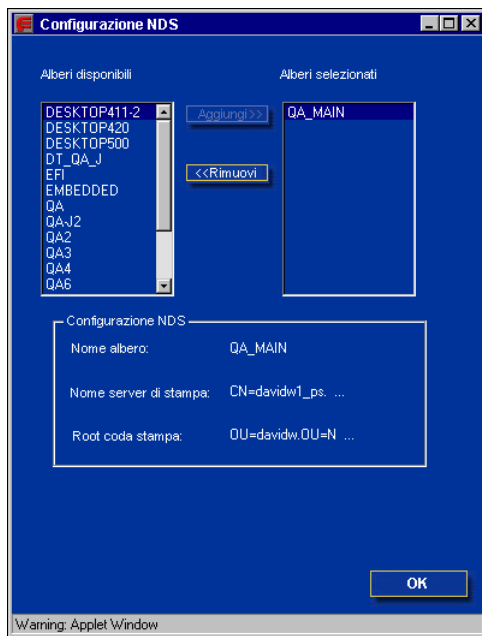 Configurazione NDS
Alberi disponibili
Alberi selezionati
DESKTOP411-2
DESKTOP420
DESKTOP500
DT_QA_J
EFI
EMBEDDED
QA
QA-J2
QA2
QA3
QA4
QA6
Aggiungi>>
<<Rimuovi
QA_MAIN
Configurazione NDS
Nome albero: QA_MAIN
Nome server di stampa: CN=davidw1_ps. ...
Root coda stampa: OU=davidw.OU=N ...
OK
Warning: Applet Window